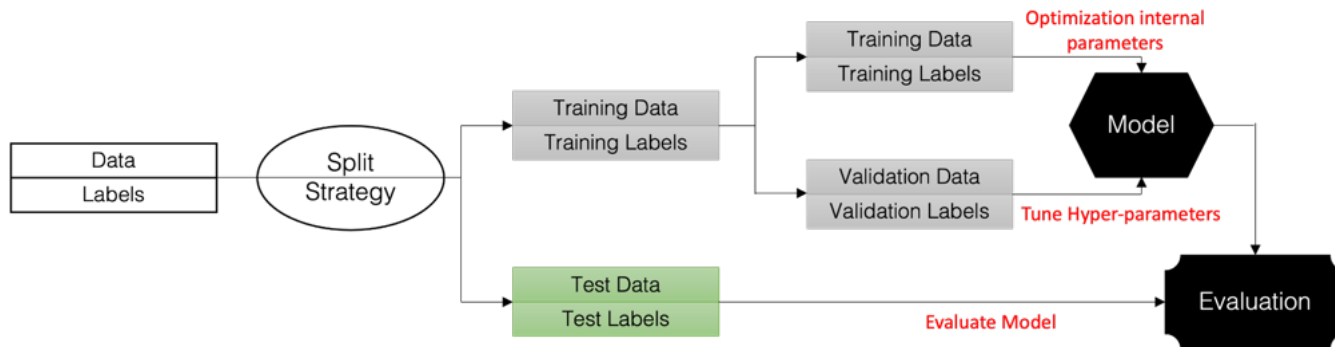 Data
Labels
Split
Strategy
Training Data
Training Labels
Test Data
Test Labels
Training Data
Training Labels
Validation Data
Validation Labels
Optimization internal
parameters
Model
Tune Hyper-parameters
Evaluate Model
Evaluation